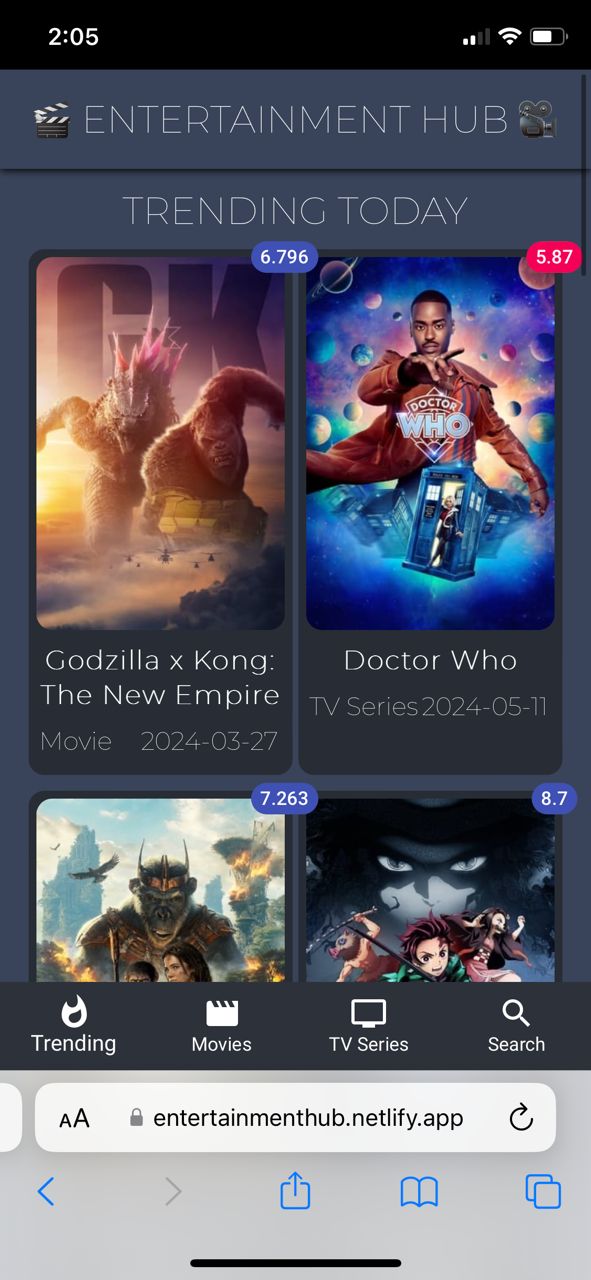 2:05
ENTERTAINMENT HUB
TRENDING TODAY
6.796
5.87
GK
DOCTOR
WHO
Godzilla x Kong:
The New Empire
Movie 2024-03-27
Doctor Who
TV Series 2024-05-11
7.263
8.7
Trending
Movies
TV Series
Search
AA
entertainmenthub.netlify.app